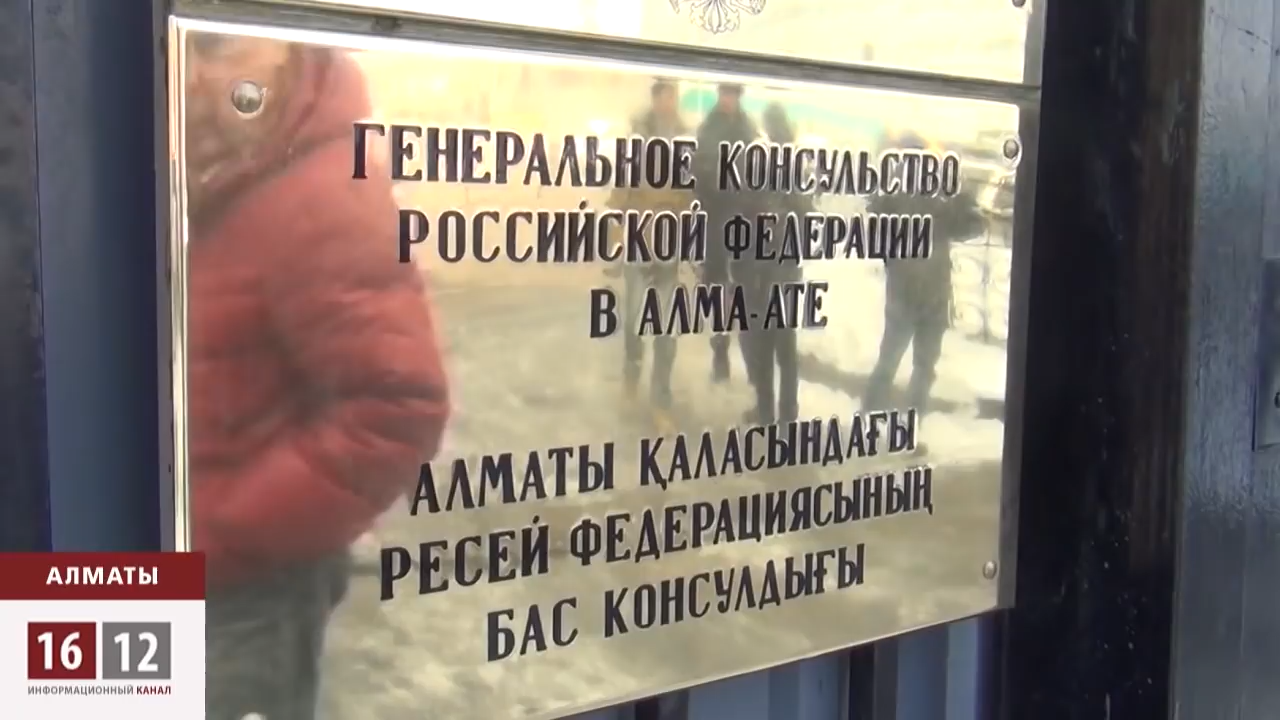 ГЕНЕРАЛЬНОЕ КОНСУЛЬСТВО
РОССИЙСКОЙ ФЕДЕРАЦИИ
В АЛМА-АТЕ
АЛМАТЫ ҚАЛАСЫНДАҒЫ
РЕСЕЙ ФЕДЕРАЦИЯСЫНЫҢ
БАС КОНСУЛДЫҒЫ
АЛМАТЫ
16 12
ИНФОРМАЦИОННЫЙ КАНАЛ